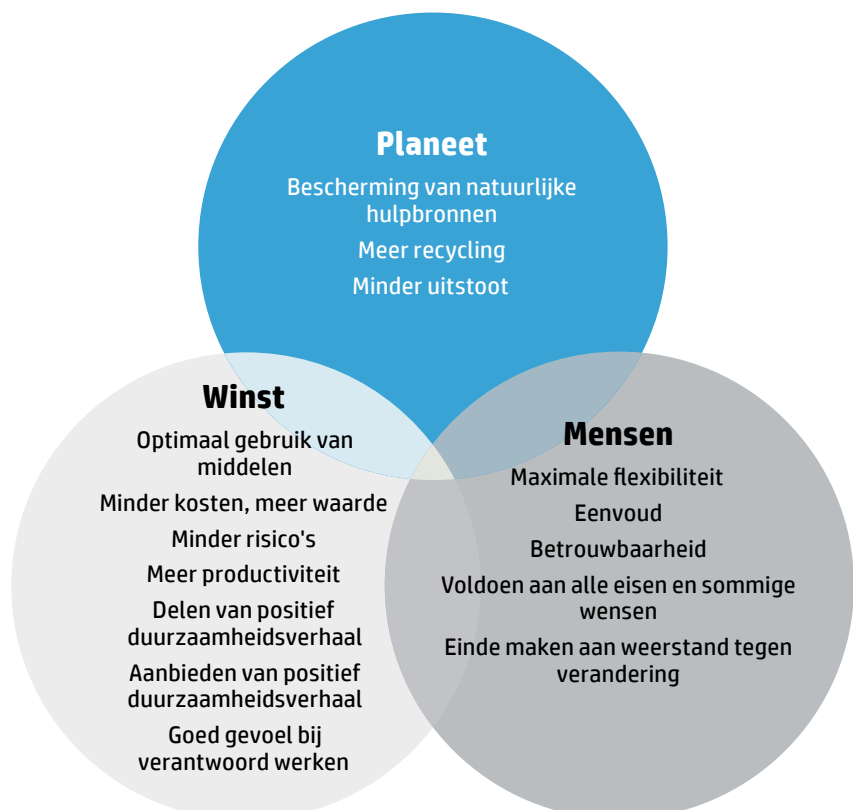 Planeet
Bescherming van natuurlijke
hulpbronnen
Meer recycling
Minder uitstoot
Winst
Optimaal gebruik van
middelen
Minder kosten, meer waarde
Minder risico's
Meer productiviteit
Delen van positief
duurzaamheidsverhaal
Aanbieden van positief
duurzaamheidsverhaal
Goed gevoel bij
verantwoord werken
Mensen
Maximale flexibiliteit
Eenvoud
Betrouwbaarheid
Voldoen aan alle eisen en sommige
wensen
Einde maken aan weerstand tegen
verandering